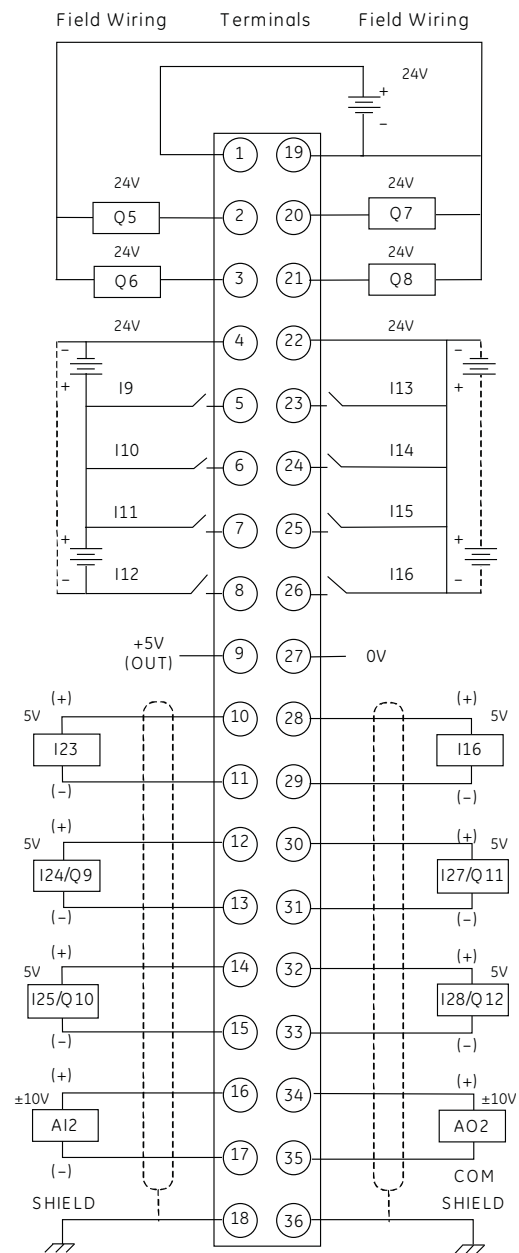 Field Wiring Terminals Field Wiring
24V
+
−
1 19
24V 24V
Q5 2 20 Q7
24V 24V
Q6 3 21 Q8
24V 4 22 24V
− −
+ I9 + I13
5 23
I10 I14
6 24
I11 I15
7 25
+ +
− I12 − I16
8 26
+5V
(OUT) 9 27 0V
(+) (+)
5V 10 28 5V
I23 I16
11 29
(−) (−)
(+) (+)
5V 12 30 5V
I24/Q9 I27/Q11
13 31
(−) (−)
(+) (+)
5V 14 32 5V
I25/Q10 I28/Q12
15 33
(−) (−)
(+) (+)
±10V 16 34 ±10V
AI2 AO2
17 35
(−) COM
SHIELD SHIELD
18 36